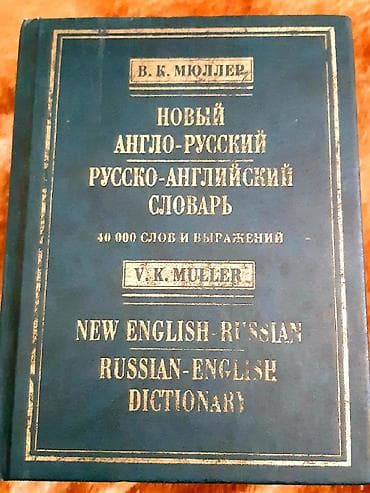 В. К. МЮЛЛЕР
НОВЫЙ
АНГЛО-РУССКИЙ
РУССКО-АНГЛИЙСКИЙ
СЛОВАРЬ
40 000 СЛОВ И ВЫРАЖЕНИЙ
V. K. MULLER
NEW ENGLISH-RUSSIAN
RUSSIAN-ENGLISH
DICTIONARY